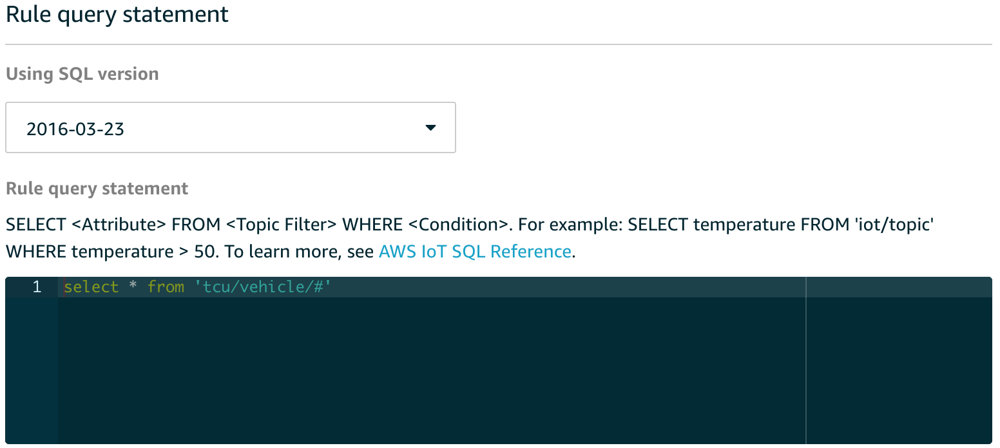 Rule query statement
Using SQL version
2016-03-23
Rule query statement
SELECT <Attribute> FROM <Topic Filter> WHERE <Condition>. For example: SELECT temperature FROM 'iot/topic'
WHERE temperature > 50. To learn more, see AWS IoT SQL Reference.
1 select * from 'tcu/vehicle/#'